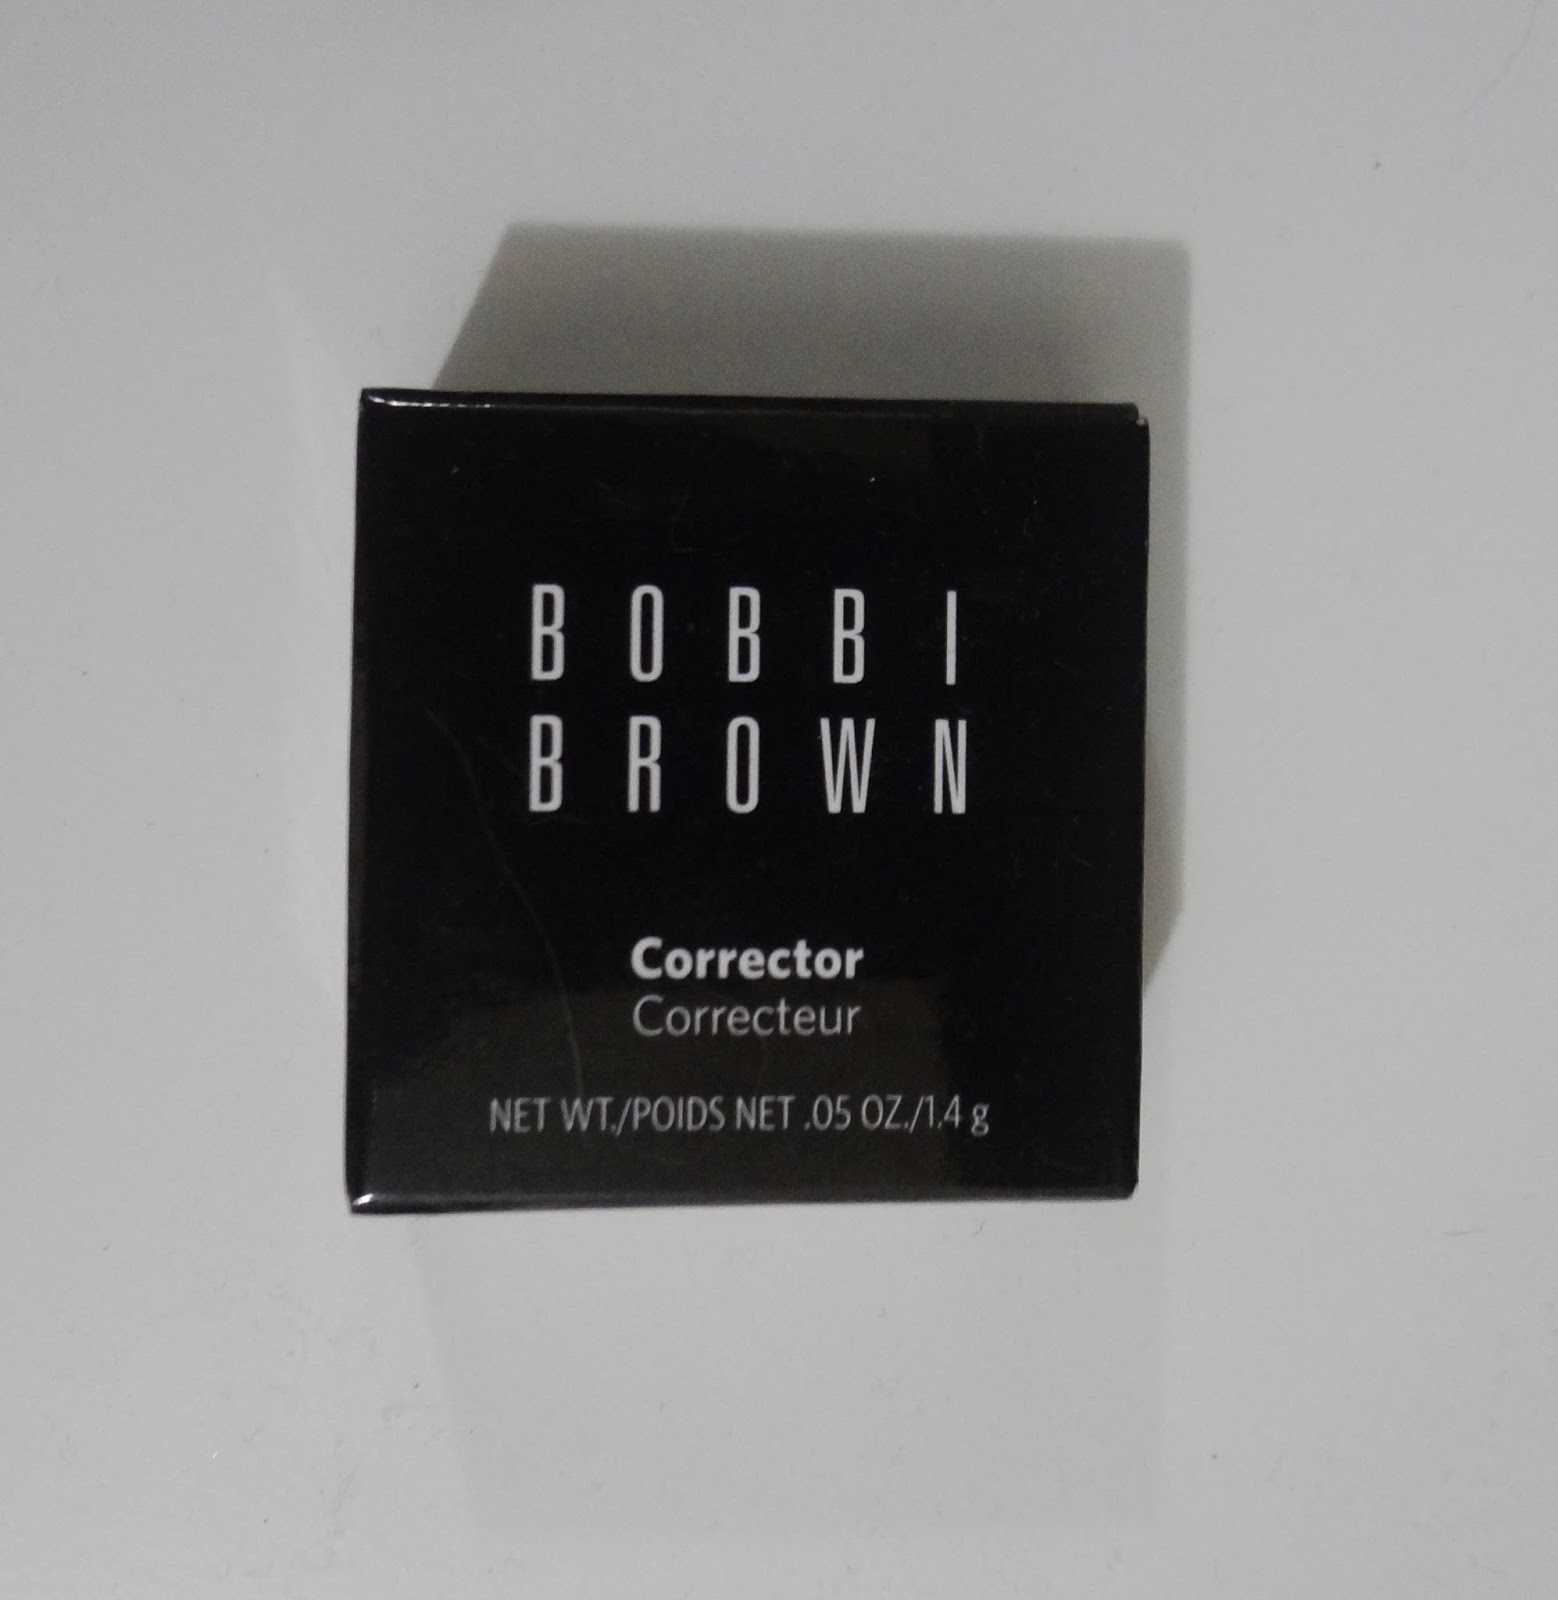 BOBBI
BROWN
Corrector
Correcteur
NET WT./POIDS NET .05 OZ./1.4 g